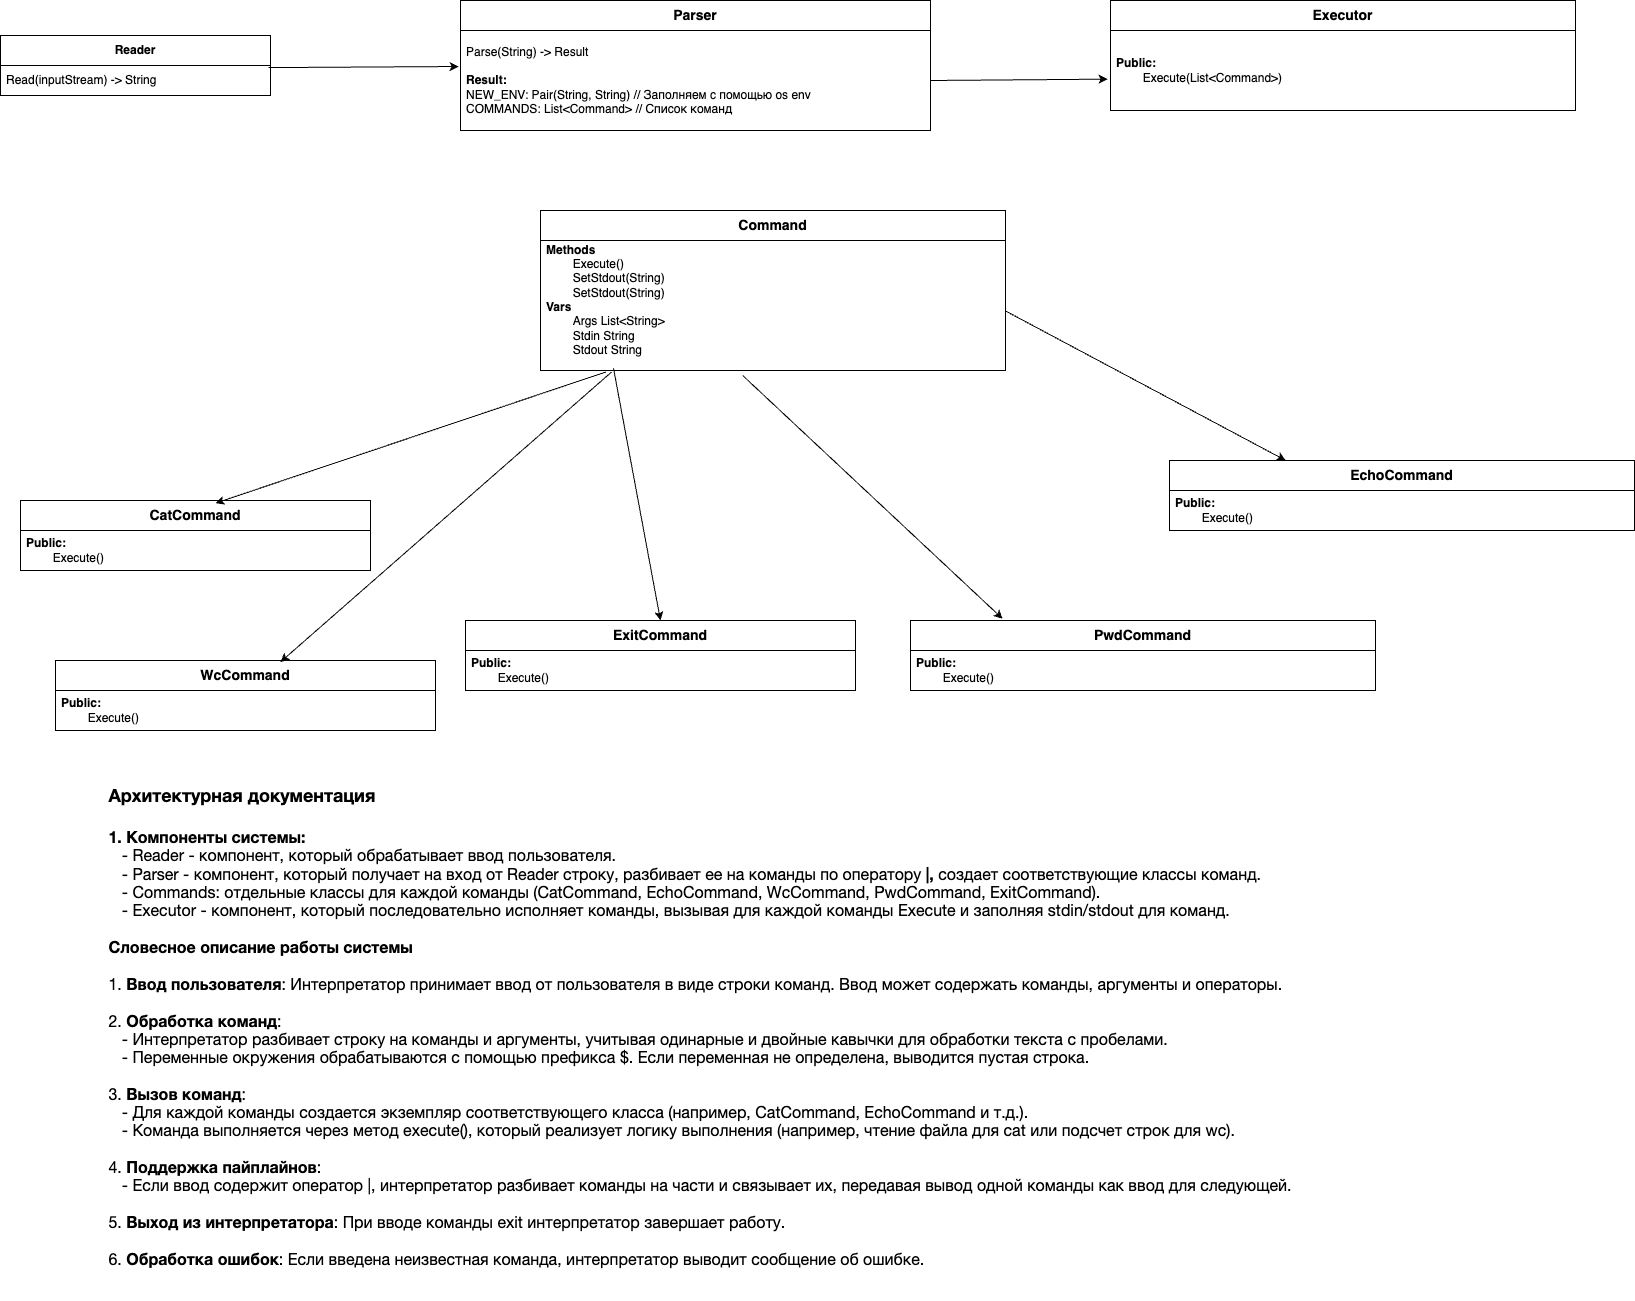 Reader
Read(inputStream) -> String
Parser
Parse(String) -> Result
Result:
NEW_ENV: Pair(String, String) // Заполняем с помощью os env
COMMANDS: List<Command> // Список команд
Executor
Public:
Execute(List<Command>)
Command
Methods
Execute()
SetStdout(String)
SetStdout(String)
Vars
Args List<String>
Stdin String
Stdout String
CatCommand
Public:
Execute()
EchoCommand
Public:
Execute()
WcCommand
Public:
Execute()
ExitCommand
Public:
Execute()
PwdCommand
Public:
Execute()
Архитектурная документация
1. Компоненты системы:
- Reader - компонент, который обрабатывает ввод пользователя.
- Parser - компонент, который получает на вход от Reader строку, разбивает ее на команды по оператору |, создает соответствующие классы команд.
- Commands: отдельные классы для каждой команды (CatCommand, EchoCommand, WcCommand, PwdCommand, ExitCommand).
- Executor - компонент, который последовательно исполняет команды, вызывая для каждой команды Execute и заполняя stdin/stdout для команд.
Словесное описание работы системы
1. Ввод пользователя: Интерпретатор принимает ввод от пользователя в виде строки команд. Ввод может содержать команды, аргументы и операторы.
2. Обработка команд:
- Интерпретатор разбивает строку на команды и аргументы, учитывая одинарные и двойные кавычки для обработки текста с пробелами.
- Переменные окружения обрабатываются с помощью префикса $. Если переменная не определена, выводится пустая строка.
3. Вызов команд:
- Для каждой команды создается экземпляр соответствующего класса (например, CatCommand, EchoCommand и т.д.).
- Команда выполняется через метод execute(), который реализует логику выполнения (например, чтение файла для cat или подсчет строк для wc).
4. Поддержка пайплайнов:
- Если ввод содержит оператор |, интерпретатор разбивает команды на части и связывает их, передавая вывод одной команды как ввод для следующей.
5. Выход из интерпретатора: При вводе команды exit интерпретатор завершает работу.
6. Обработка ошибок: Если введена неизвестная команда, интерпретатор выводит сообщение об ошибке.